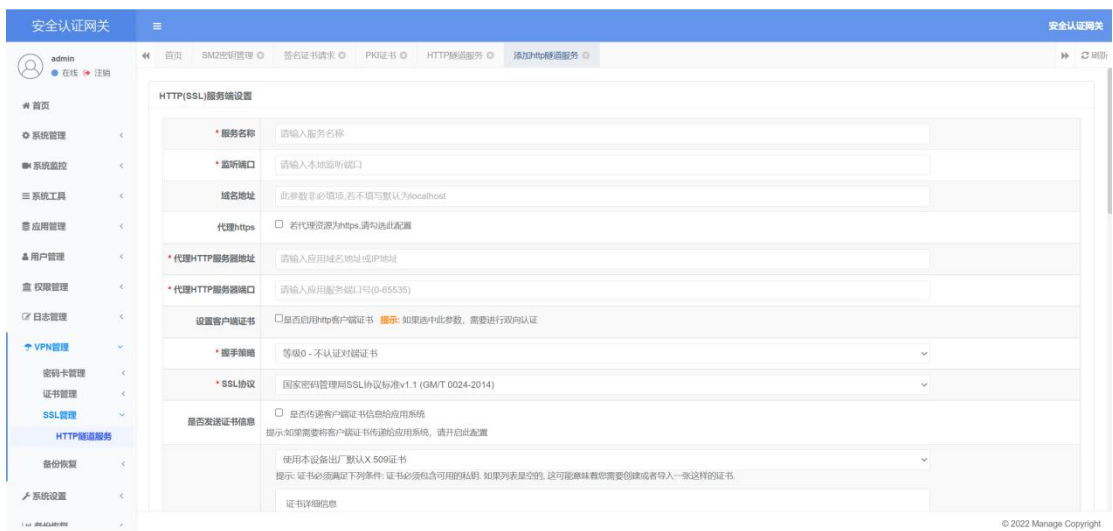 安全认证网关
安全认证网关
admin
在线 注销
首页 SM2密钥管理 签名证书请求 PKI证书 HTTP隧道服务 添加http隧道服务 刷新
首页
系统管理
系统监控
系统工具
应用管理
用户管理
权限管理
日志管理
VPN管理
密码卡管理
证书管理
SSL管理
HTTP隧道服务
备份恢复
系统设置
HTTP(SSL)服务端设置
* 服务名称 请输入服务名称
* 监听端口 请输入本地监听端口
域名地址 此参数非必填项,若不填写默认为localhost
代理https 若代理资源为https,请勾选此配置
* 代理HTTP服务器地址 请输入应用域名地址或IP地址
* 代理HTTP服务器端口 请输入应用服务端口号(0-65535)
设置客户端证书 是否启用http客户端证书 提示: 如果选中此参数，需要进行双向认证
* 握手策略 等级0 - 不认证对端证书
* SSL协议 国家密码管理局SSL协议标准v1.1 (GM/T 0024-2014)
是否发送证书信息 是否传递客户端证书信息给应用系统
提示:如果需要将客户端证书传递给应用系统，请开启此配置
使用本设备出厂默认X.509证书
提示: 证书必须满足下列条件: 证书必须包含可用的私钥. 如果列表是空的, 这可能意味着您需要创建或者导入一张这样的证书.
证书详细信息
© 2022 Manage Copyright